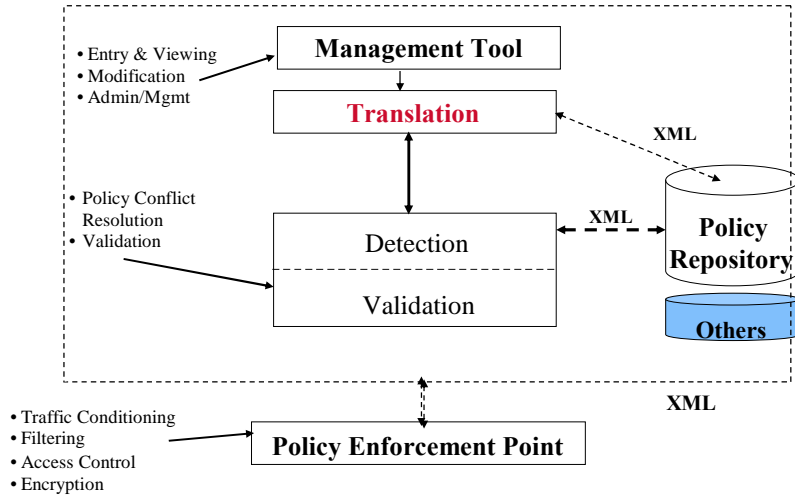 • Entry & Viewing
• Modification
• Admin/Mgmt
Management Tool
Translation
XML
• Policy Conflict
Resolution
• Validation
Detection
Validation
XML
Policy
Repository
Others
XML
• Traffic Conditioning
• Filtering
• Access Control
• Encryption
Policy Enforcement Point